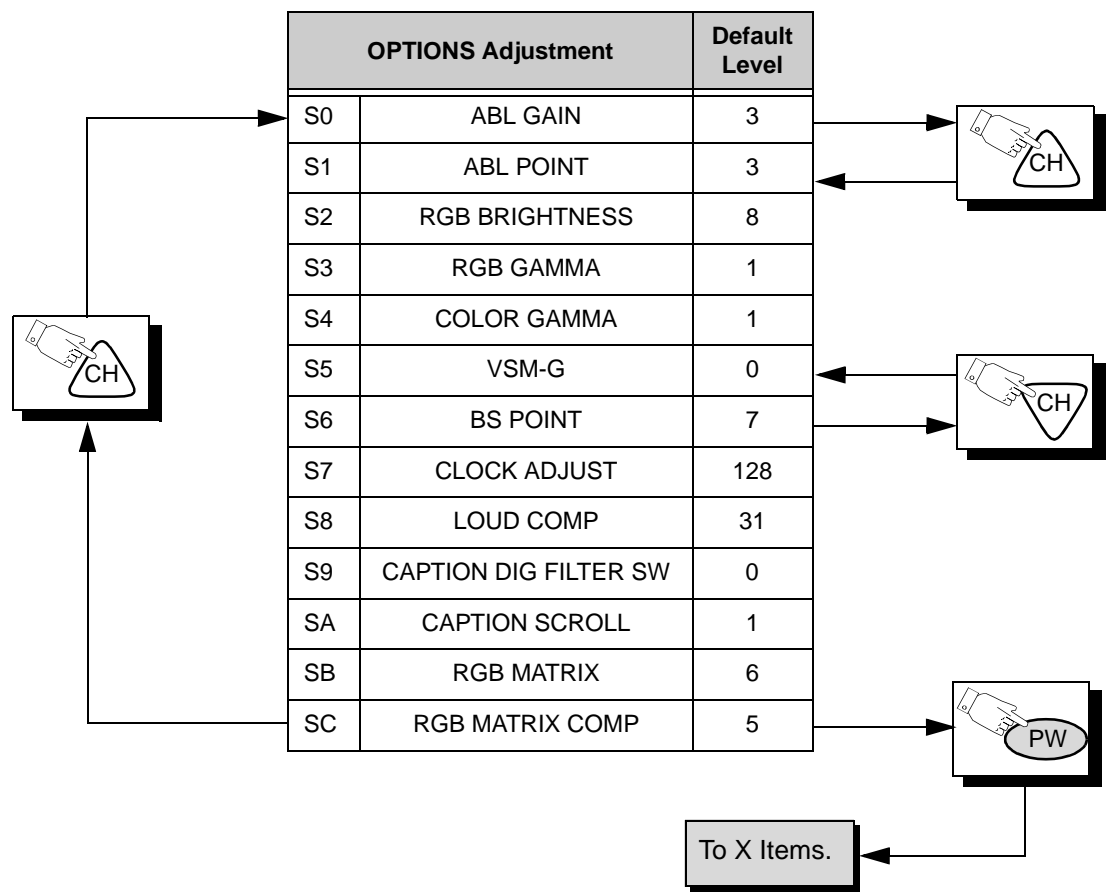 OPTIONS Adjustment Default Level
S0 ABL GAIN 3
CH
S1 ABL POINT 3
S2 RGB BRIGHTNESS 8
S3 RGB GAMMA 1
S4 COLOR GAMMA 1
CH
S5 VSM-G 0
CH
S6 BS POINT 7
S7 CLOCK ADJUST 128
S8 LOUD COMP 31
S9 CAPTION DIG FILTER SW 0
SA CAPTION SCROLL 1
SB RGB MATRIX 6
SC RGB MATRIX COMP 5
PW
To X Items.